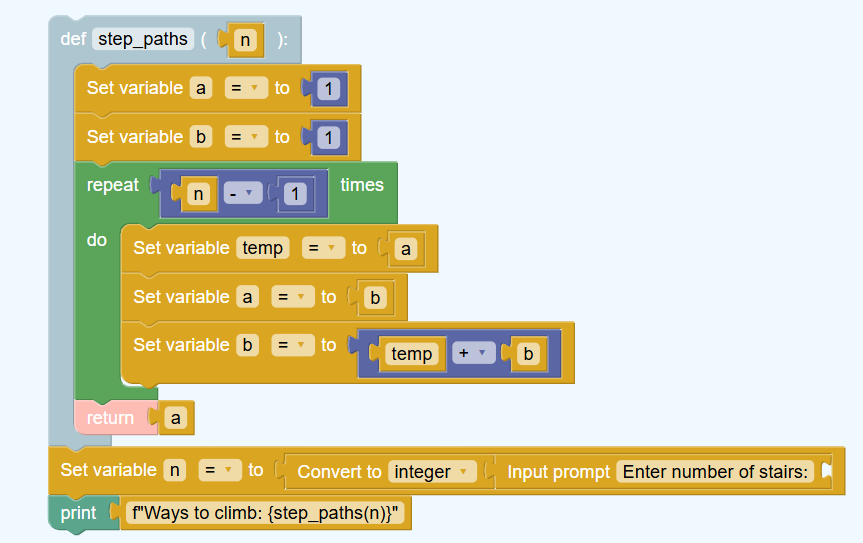 def step_paths ( n ):
Set variable a = to 1
Set variable b = to 1
repeat n - 1 times
do
Set variable temp = to a
Set variable a = to b
Set variable b = to temp + b
return a
Set variable n = to Convert to integer Input prompt Enter number of stairs:
print f"Ways to climb: {step_paths(n)}"